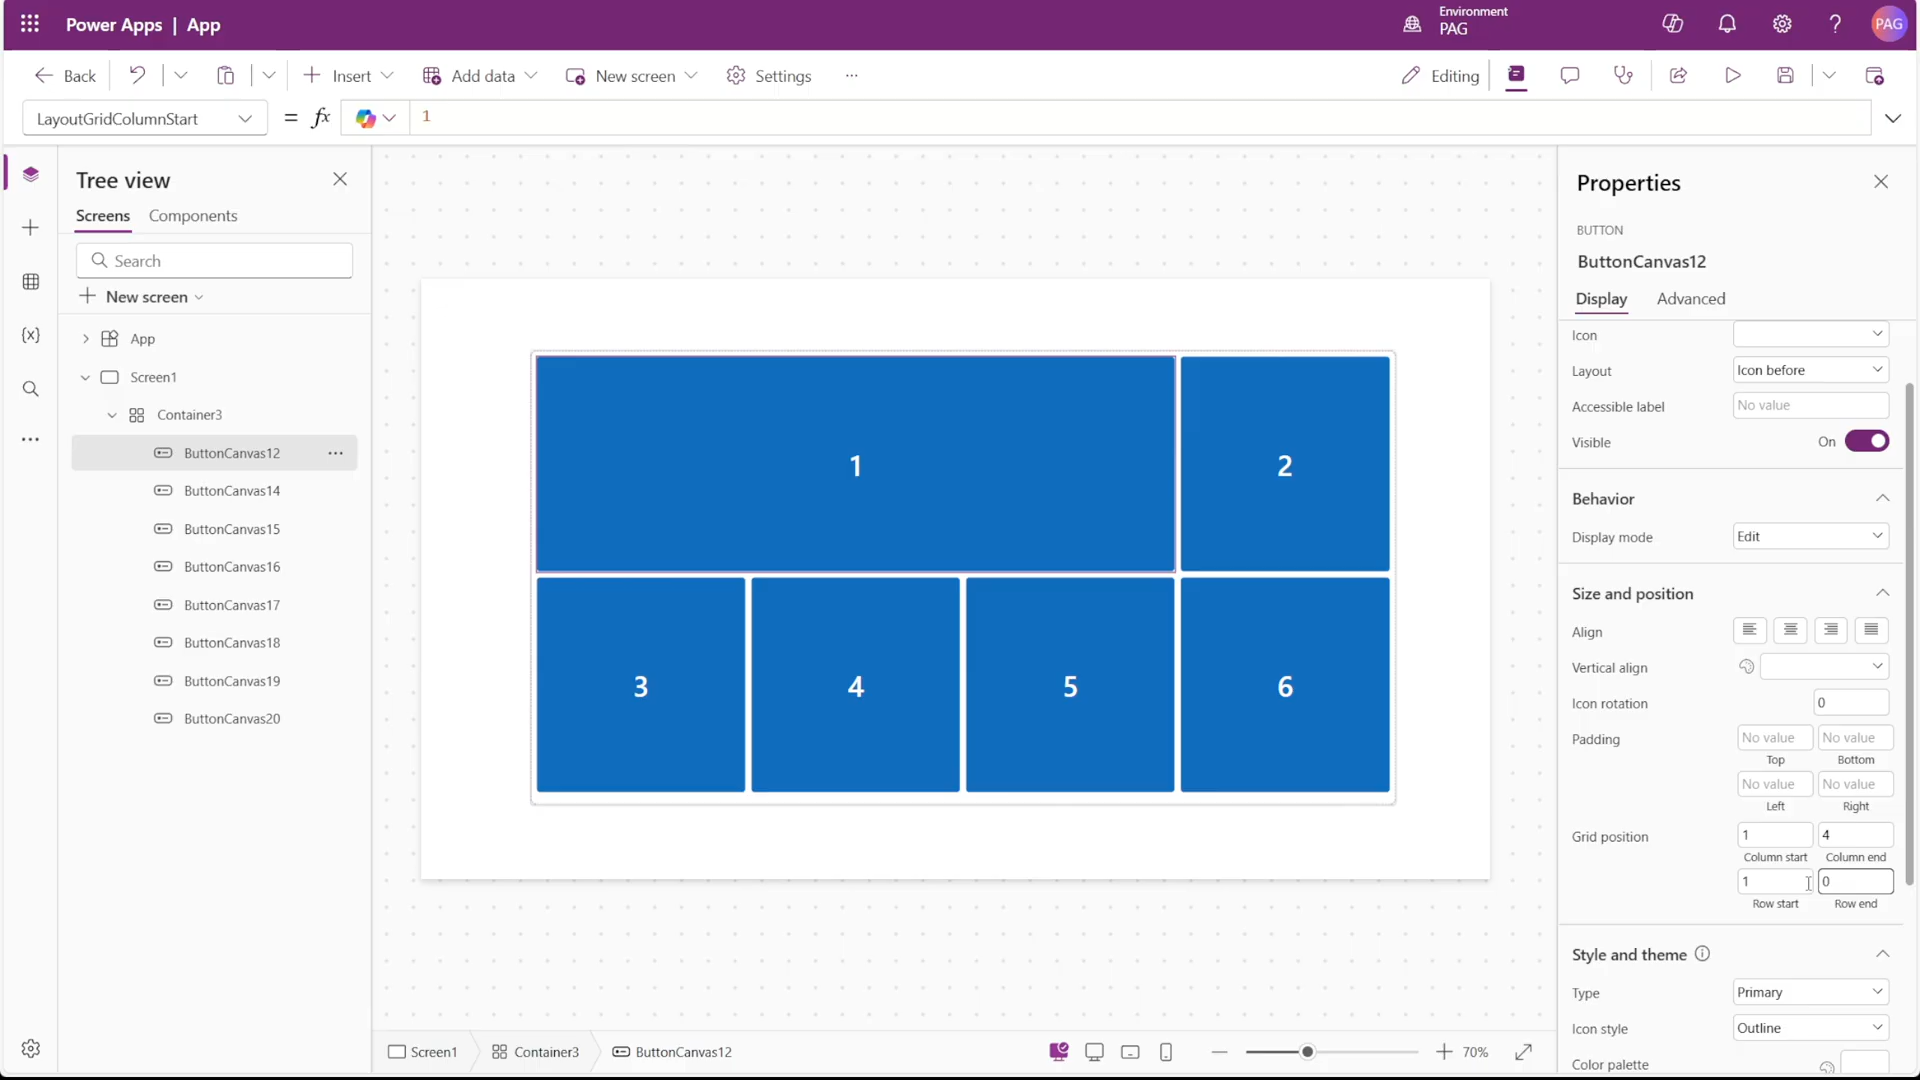 Power Apps | App
Environment
PAG
PAG
Back
Insert
Add data
New screen
Settings
...
Editing
LayoutGridColumnStart
= fx
1
Tree view
Screens
Components
Search
New screen
App
Screen1
Container3
ButtonCanvas12
...
ButtonCanvas14
ButtonCanvas15
ButtonCanvas16
ButtonCanvas17
ButtonCanvas18
ButtonCanvas19
ButtonCanvas20
1
2
3
4
5
6
Screen1
Container3
ButtonCanvas12
70%
Properties
BUTTON
ButtonCanvas12
Display
Advanced
Icon
Layout
Icon before
Accessible label
No value
Visible
On
Behavior
Display mode
Edit
Size and position
Align
Vertical align
Icon rotation
0
Padding
No value
No value
Top
Bottom
No value
No value
Left
Right
Grid position
1
4
Column start
Column end
1
0
Row start
Row end
Style and theme
Type
Primary
Icon style
Outline
Color palette